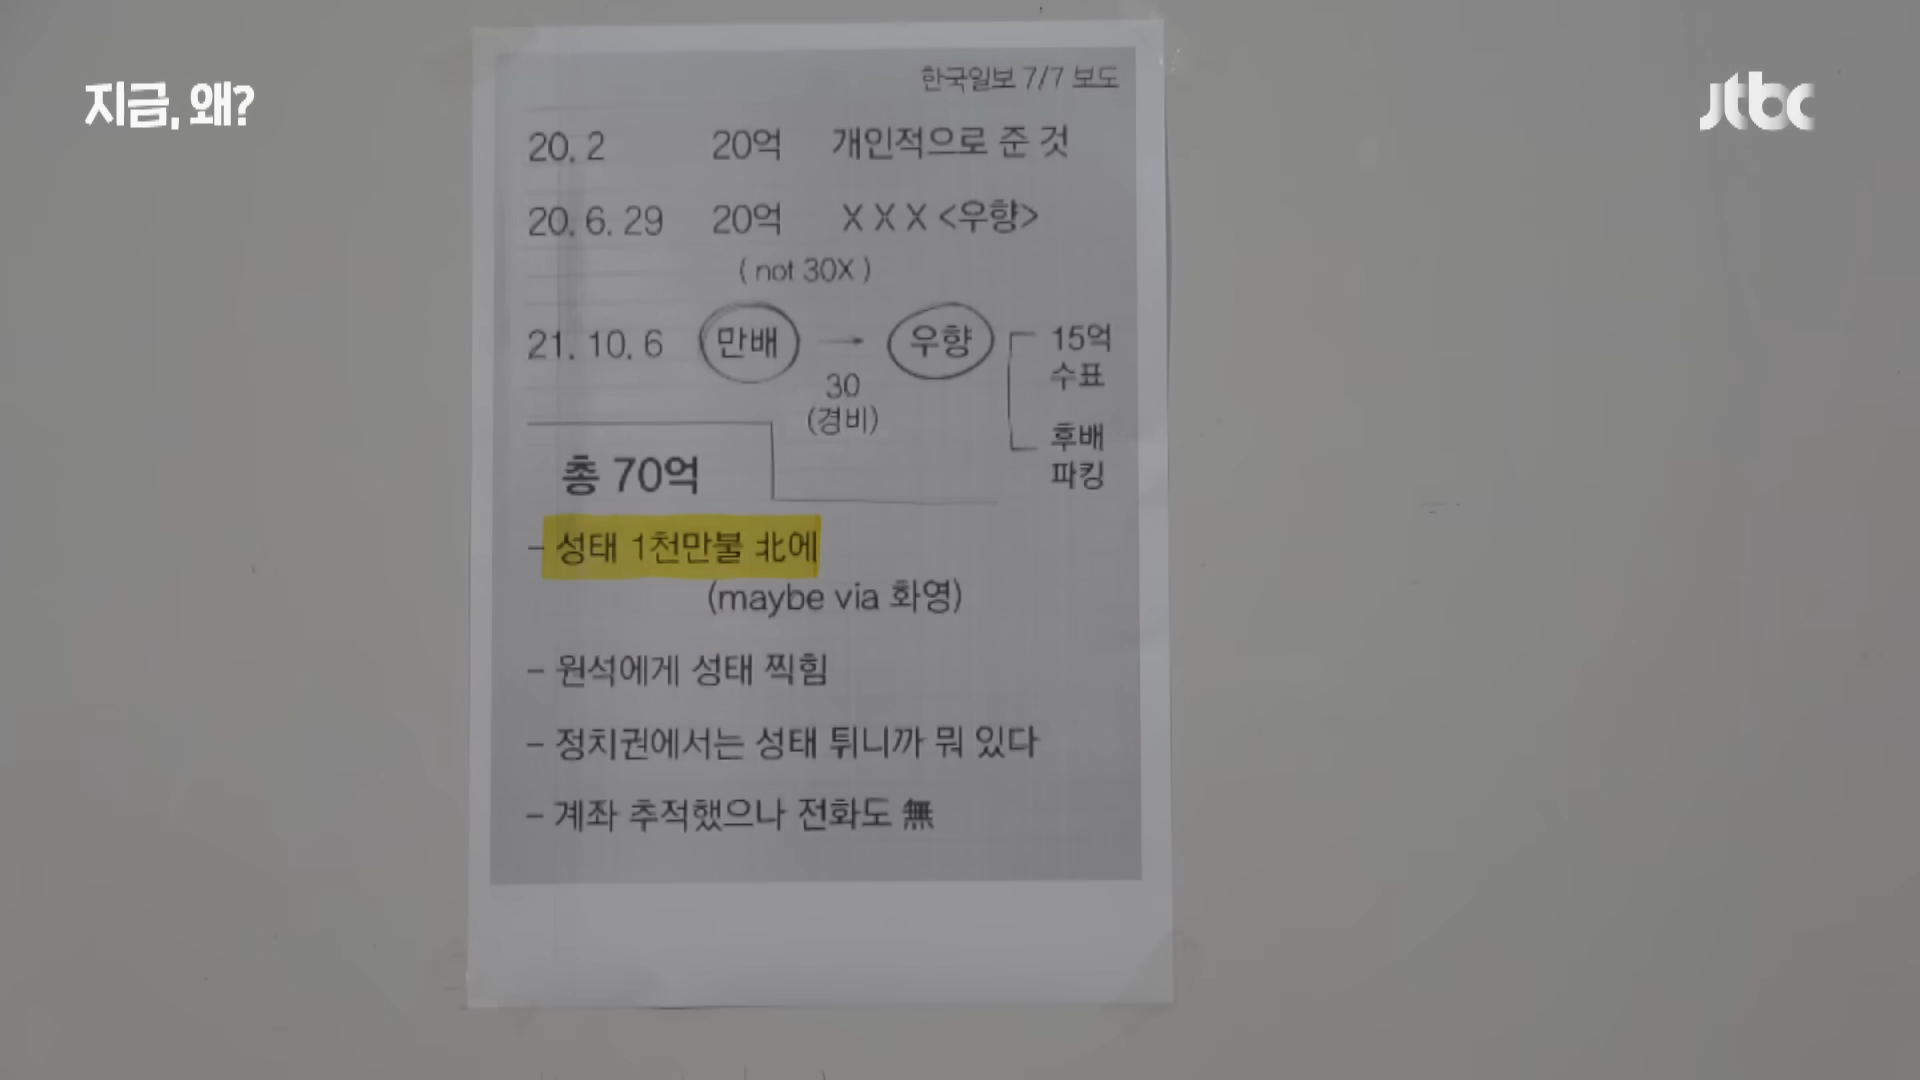 지금, 왜?
jtbc
한국일보 7/7 보도
20. 2 20억 개인적으로 준 것
20. 6. 29 20억 X X X <우향>
( not 30X )
21. 10. 6 만배 → 우향 15억
수표
30
(경비)
후배
파킹
총 70억
- 성태 1천만불 北에
(maybe via 화영)
- 원석에게 성태 찍힘
- 정치권에서는 성태 튀니까 뭐 있다
- 계좌 추적했으나 전화도 無